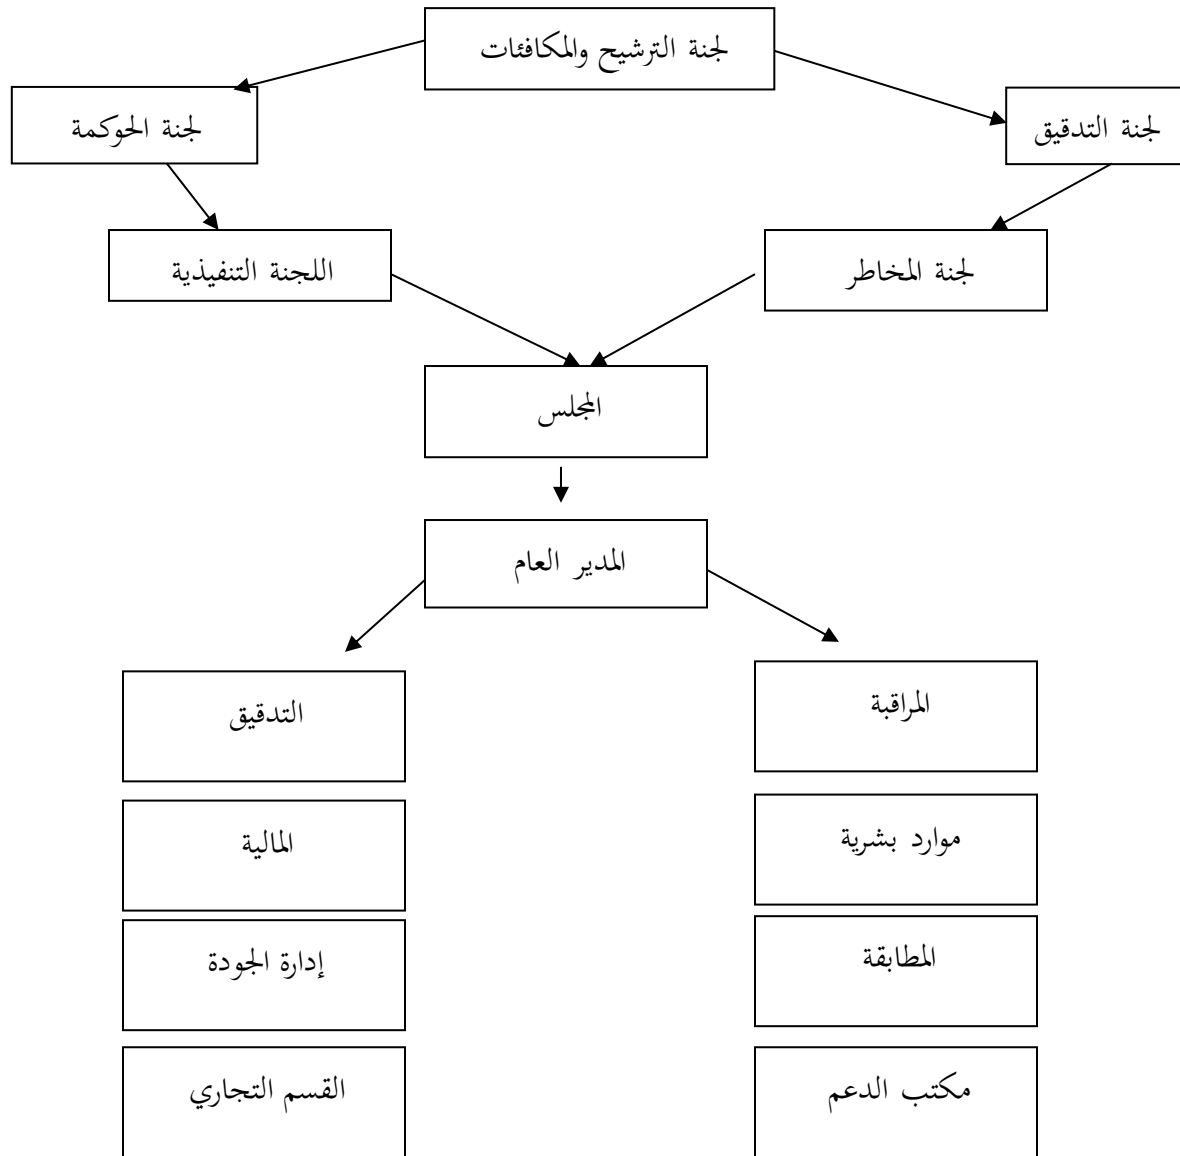 لجنة الترشيح والمكافئات
لجنة التدقيق
لجنة الحوكمة
لجنة المخاطر
اللجنة التنفيذية
المجلس
المدير العام
المراقبة
التدقيق
موارد بشرية
المالية
المطابقة
إدارة الجودة
مكتب الدعم
القسم التجاري